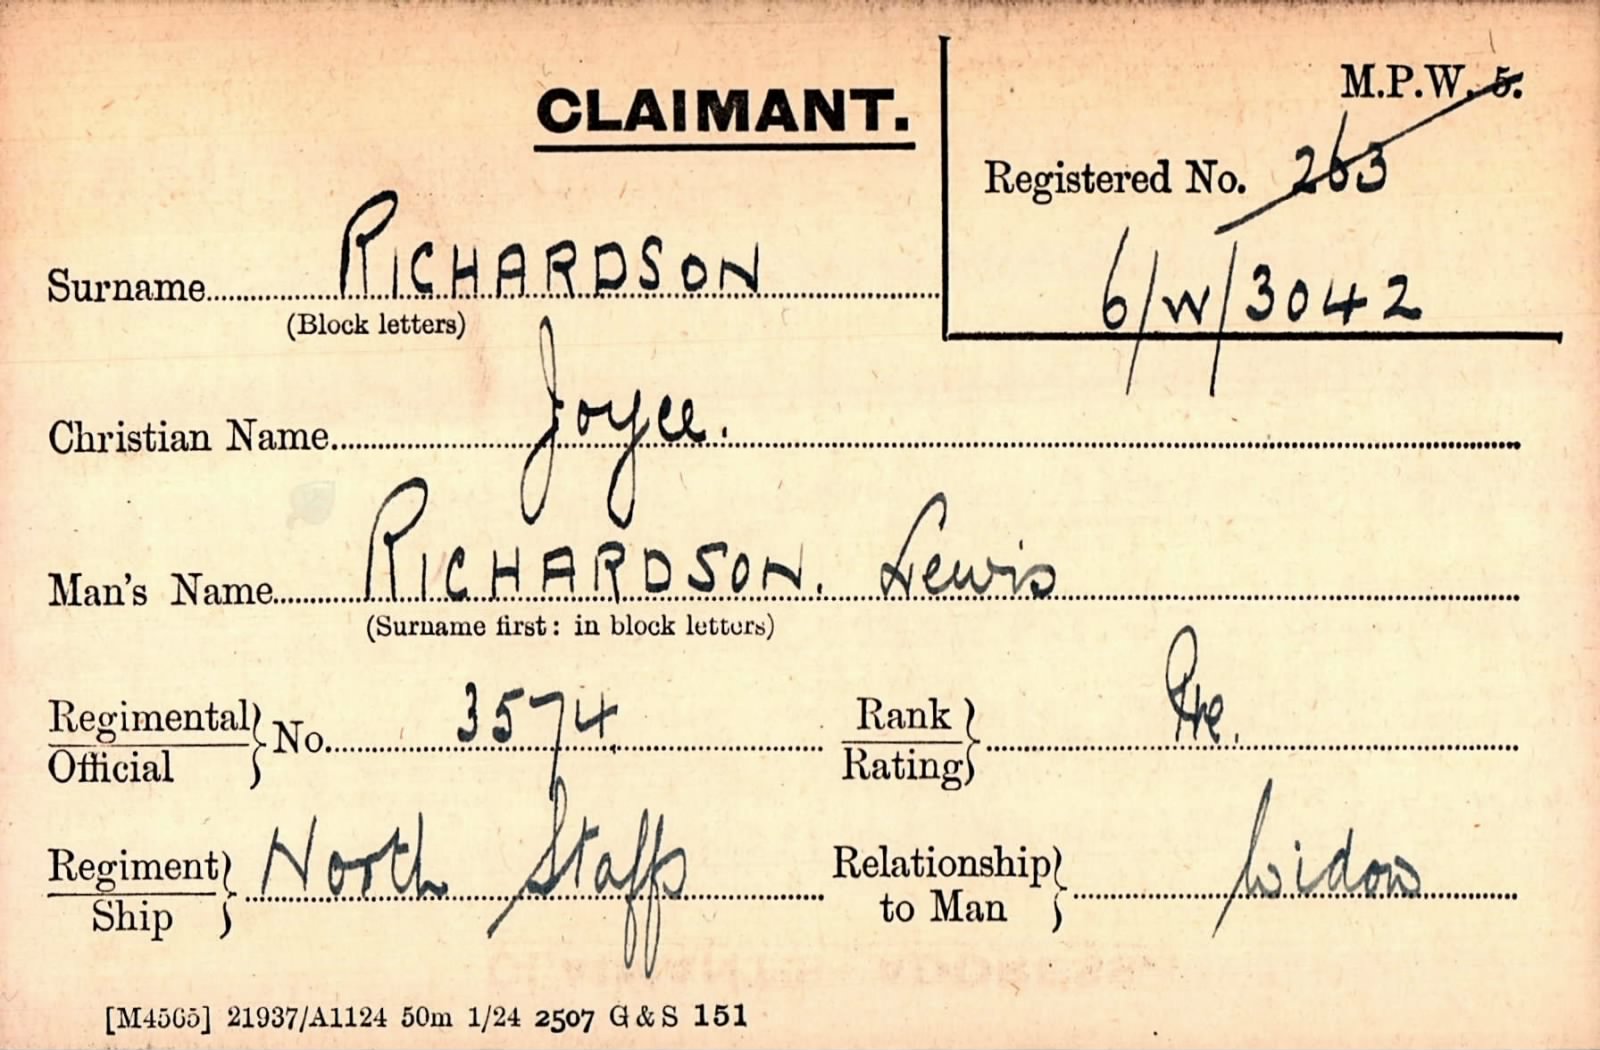 M.P.W. 5.
CLAIMANT.
Registered No. 263
6/W/3042
Surname RICHARDSON
(Block letters)
Christian Name Joyce.
Man's Name RICHARDSON. Lewis
(Surname first: in block letters)
Regimental
Official
No. 3574
Rank
Rating
Pte.
Regiment
Ship
North Staffs
Relationship
to Man
Widow
[M4565] 21937/A1124 50m 1/24 2507 G & S 151